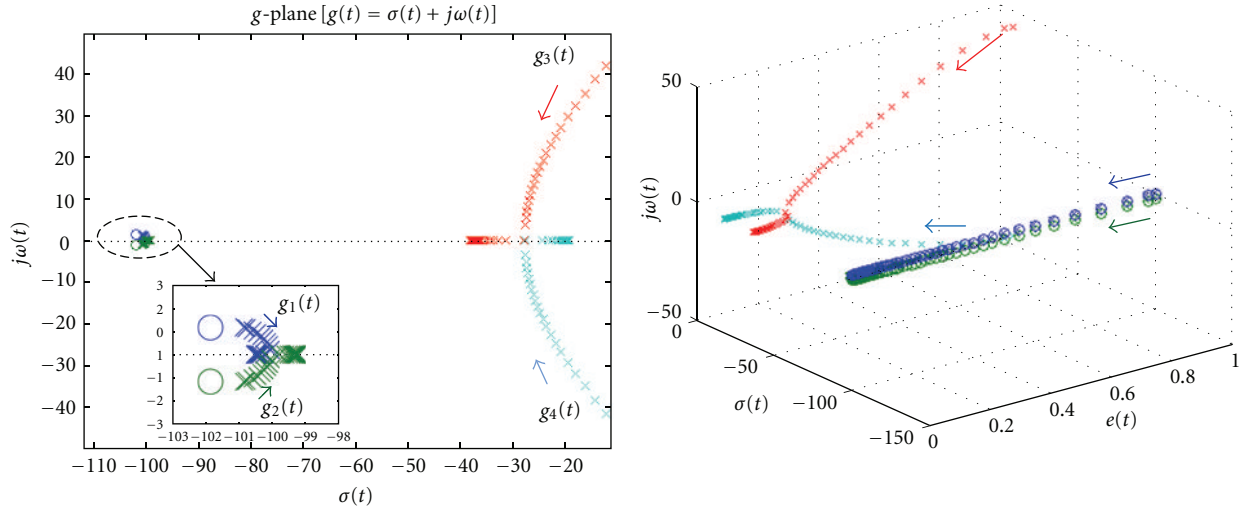 g-plane [g(t) = σ(t) + jω(t)]
jω(t)
40
30
20
10
0
−10
−20
−30
−40
g3(t)
g4(t)
3
2
0
1
−1
−2
−3
g1(t)
g2(t)
−103 −102 −101 −100 −99 −98
−110 −100 −90 −80 −70 −60 −50 −40 −30 −20
σ(t)
jω(t)
50
0
−50
0
−50
−100
−150
σ(t)
0
0.2
0.4
0.6
0.8
1
e(t)